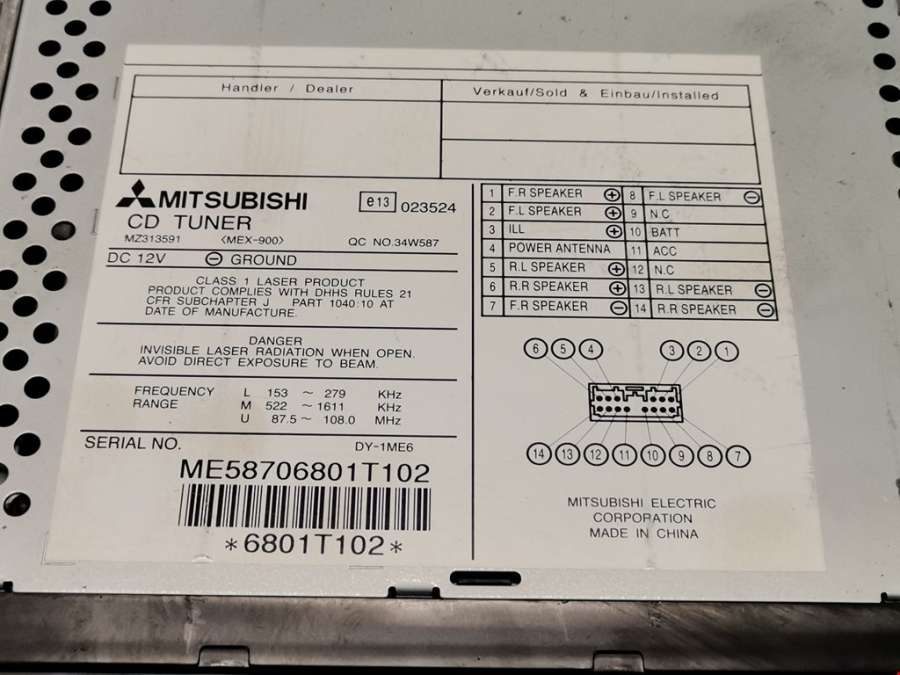 Handler / Dealer
Verkauf/Sold & Einbau/Installed
MITSUBISHI
e13 023524
CD TUNER
MZ313591 <MEX-900> QC NO.34W587
DC 12V ⊖ GROUND
CLASS 1 LASER PRODUCT
PRODUCT COMPLIES WITH DHHS RULES 21
CFR SUBCHAPTER J PART 1040.10 AT
DATE OF MANUFACTURE.
DANGER
INVISIBLE LASER RADIATION WHEN OPEN.
AVOID DIRECT EXPOSURE TO BEAM.
FREQUENCY L 153 ~ 279 KHz
RANGE M 522 ~ 1611 KHz
U 87.5 ~ 108.0 MHz
SERIAL NO. DY-1ME6
ME58706801T102
*6801T102*
1 F.R SPEAKER ⊕ 8 F.L SPEAKER ⊖
2 F.L SPEAKER ⊕ 9 N.C
3 ILL ⊕ 10 BATT
4 POWER ANTENNA 11 ACC
5 R.L SPEAKER ⊕ 12 N.C
6 R.R SPEAKER ⊕ 13 R.L SPEAKER ⊖
7 F.R SPEAKER ⊖ 14 R.R SPEAKER ⊖
6 5 4 3 2 1
14 13 12 11 10 9 8 7
MITSUBISHI ELECTRIC
CORPORATION
MADE IN CHINA